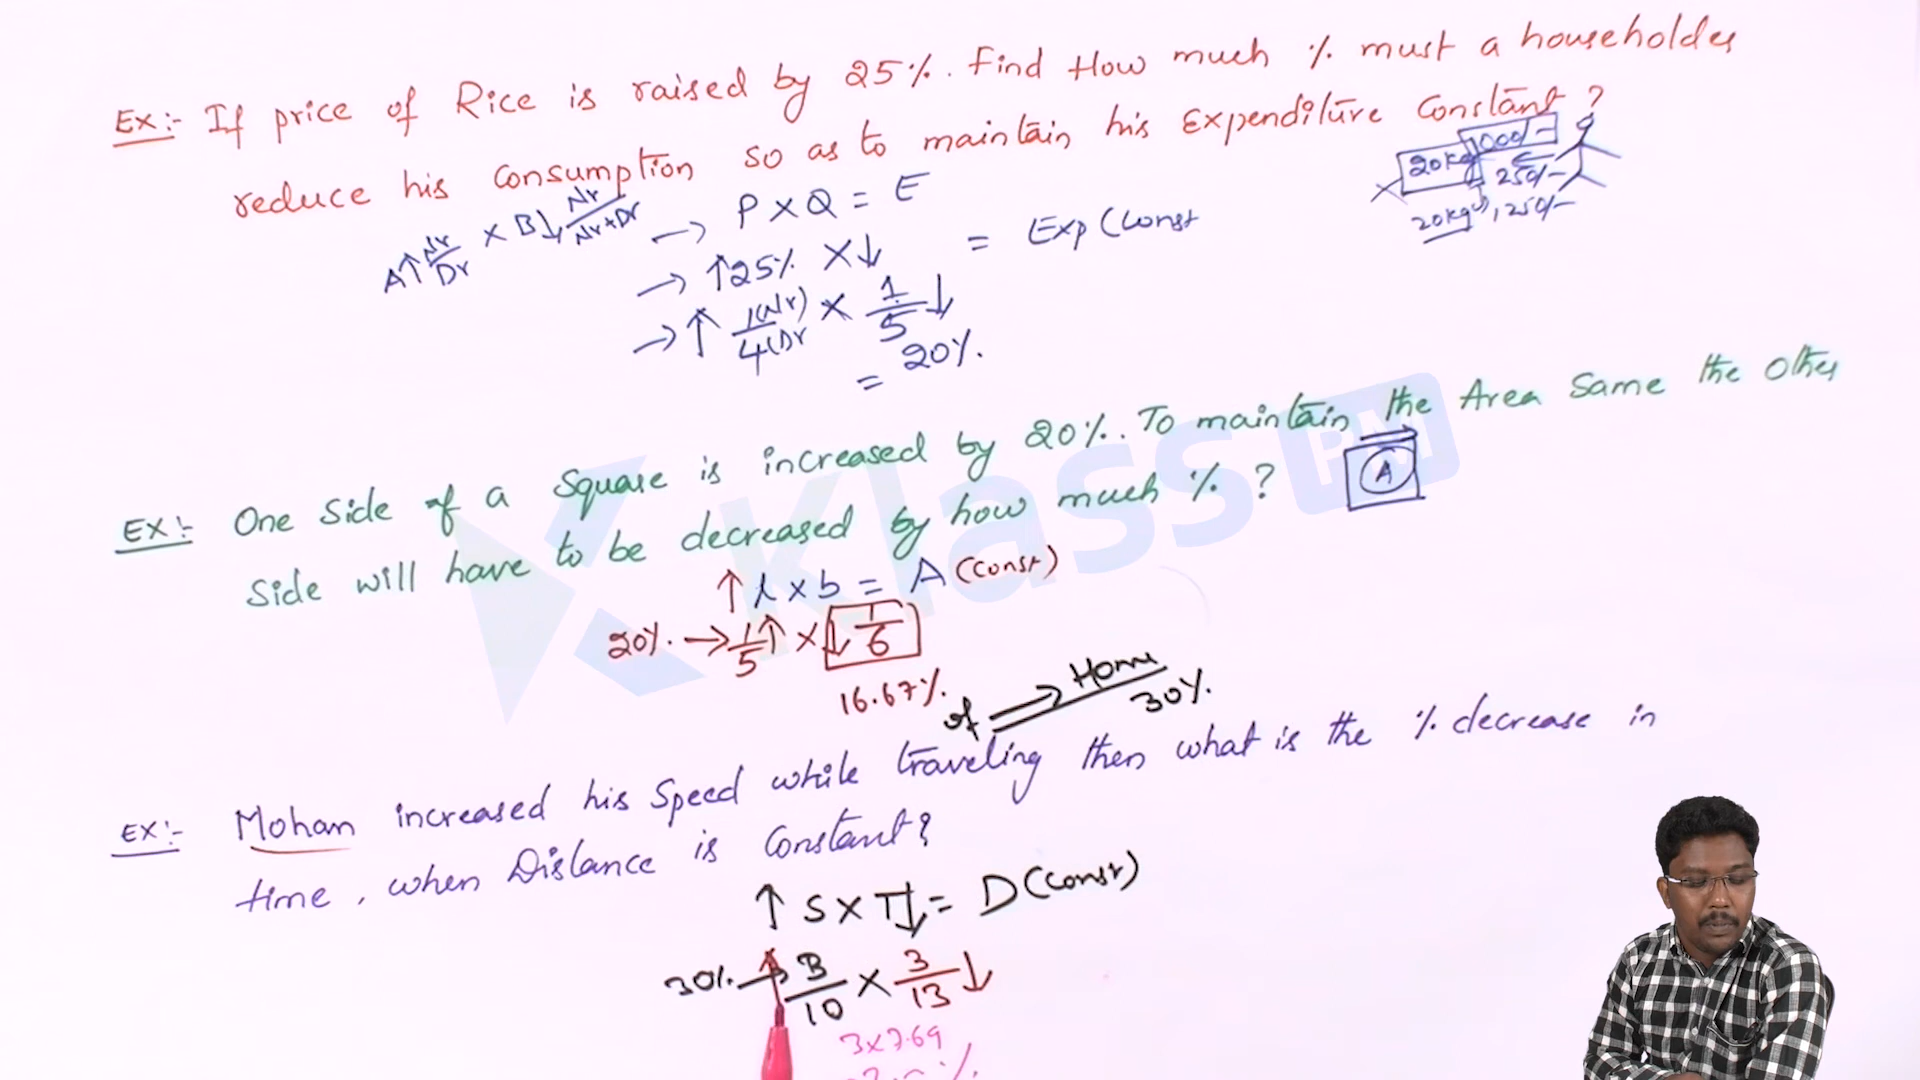 Ex:- If price of Rice is raised by 25%. Find How much % must a householder
reduce his consumption so as to maintain his Expenditure Constant?
1000/-
20kg 250/-
20kg, 250/-
A↑ Nr/Dr × B↓ Nr/Nr+Dr
→ P × Q = E
→ ↑25% × ↓ = Exp (Const
→ ↑ 1(Nr)/4(Dr × 1/5 ↓
= 20%.
Ex:- One Side of a Square is increased by 20%. To maintain the Area Same the Other
Side will have to be decreased by how much %?
A
↑ l × b = A (Const)
20% → 1/5 ↑ × ↓ 1/6
16.67%.
Klass PM
of ⇒ Home
30%.
Ex:- Mohan increased his Speed while traveling then what is the % decrease in
time, when Distance is Constant?
↑ S × T↓ = D (Const)
30% → ↑ 3/10 × 3/13 ↓
3×7.69